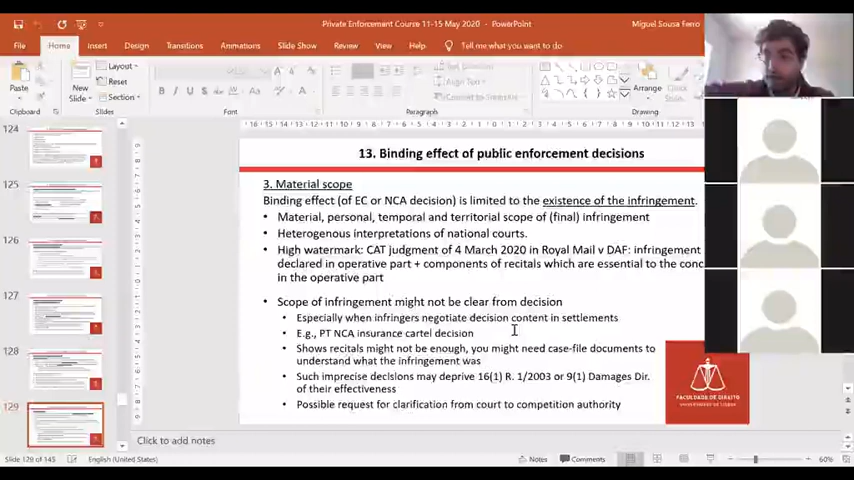 Private Enforcement Course 11-15 May 2020 - PowerPoint
Miguel Sousa Ferro
File Home Insert Design Transitions Animations Slide Show Review View Help Tell me what you want to do
Paste
Clipboard
New
Slide
Layout
Reset
Section
Slides
B I U S
Font
Text Direction
Align Text
Convert to SmartArt
Paragraph
Arrange
Drawing
124
125
126
127
128
129
13. Binding effect of public enforcement decisions
3. Material scope
Binding effect (of EC or NCA decision) is limited to the existence of the infringement.
• Material, personal, temporal and territorial scope of (final) infringement
• Heterogenous interpretations of national courts.
• High watermark: CAT judgment of 4 March 2020 in Royal Mail v DAF: infringement
declared in operative part + components of recitals which are essential to the conc
in the operative part
• Scope of infringement might not be clear from decision
• Especially when infringers negotiate decision content in settlements
• E.g., PT NCA insurance cartel decision
• Shows recitals might not be enough, you might need case-file documents to
understand what the infringement was
• Such imprecise decisions may deprive 16(1) R. 1/2003 or 9(1) Damages Dir.
of their effectiveness
• Possible request for clarification from court to competition authority
FACULDADE DE DIREITO
UNIVERSIDADE DE LISBOA
Click to add notes
Slide 129 of 145 English (United States) Notes Comments 60%